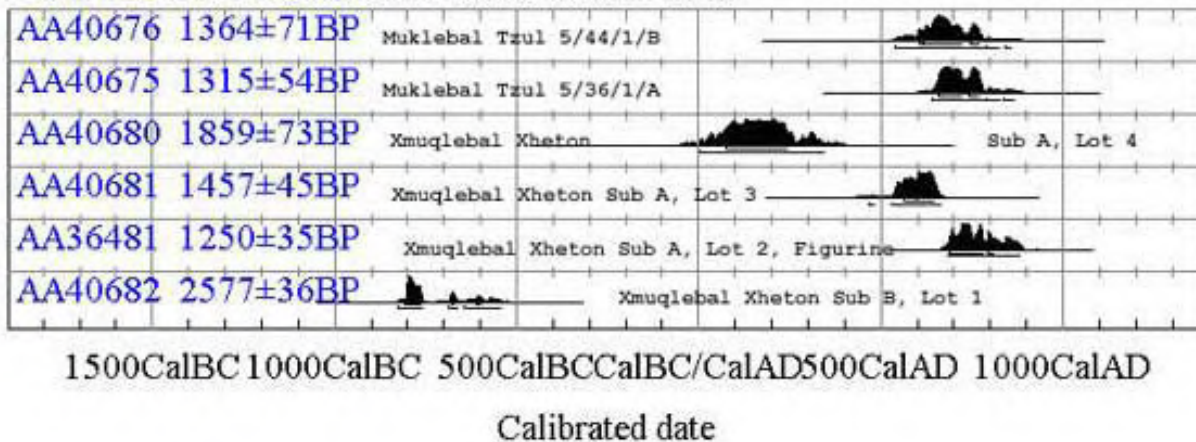 AA40676 1364±71BP Muklebal Tzul 5/44/1/B
AA40675 1315±54BP Muklebal Tzul 5/36/1/A
AA40680 1859±73BP Xmuqlebal Xheton Sub A, Lot 4
AA40681 1457±45BP Xmuqlebal Xheton Sub A, Lot 3
AA36481 1250±35BP Xmuqlebal Xheton Sub A, Lot 2, Figurine
AA40682 2577±36BP Xmuqlebal Xheton Sub B, Lot 1
1500CalBC 1000CalBC 500CalBC CalBC/CalAD 500CalAD 1000CalAD
Calibrated date